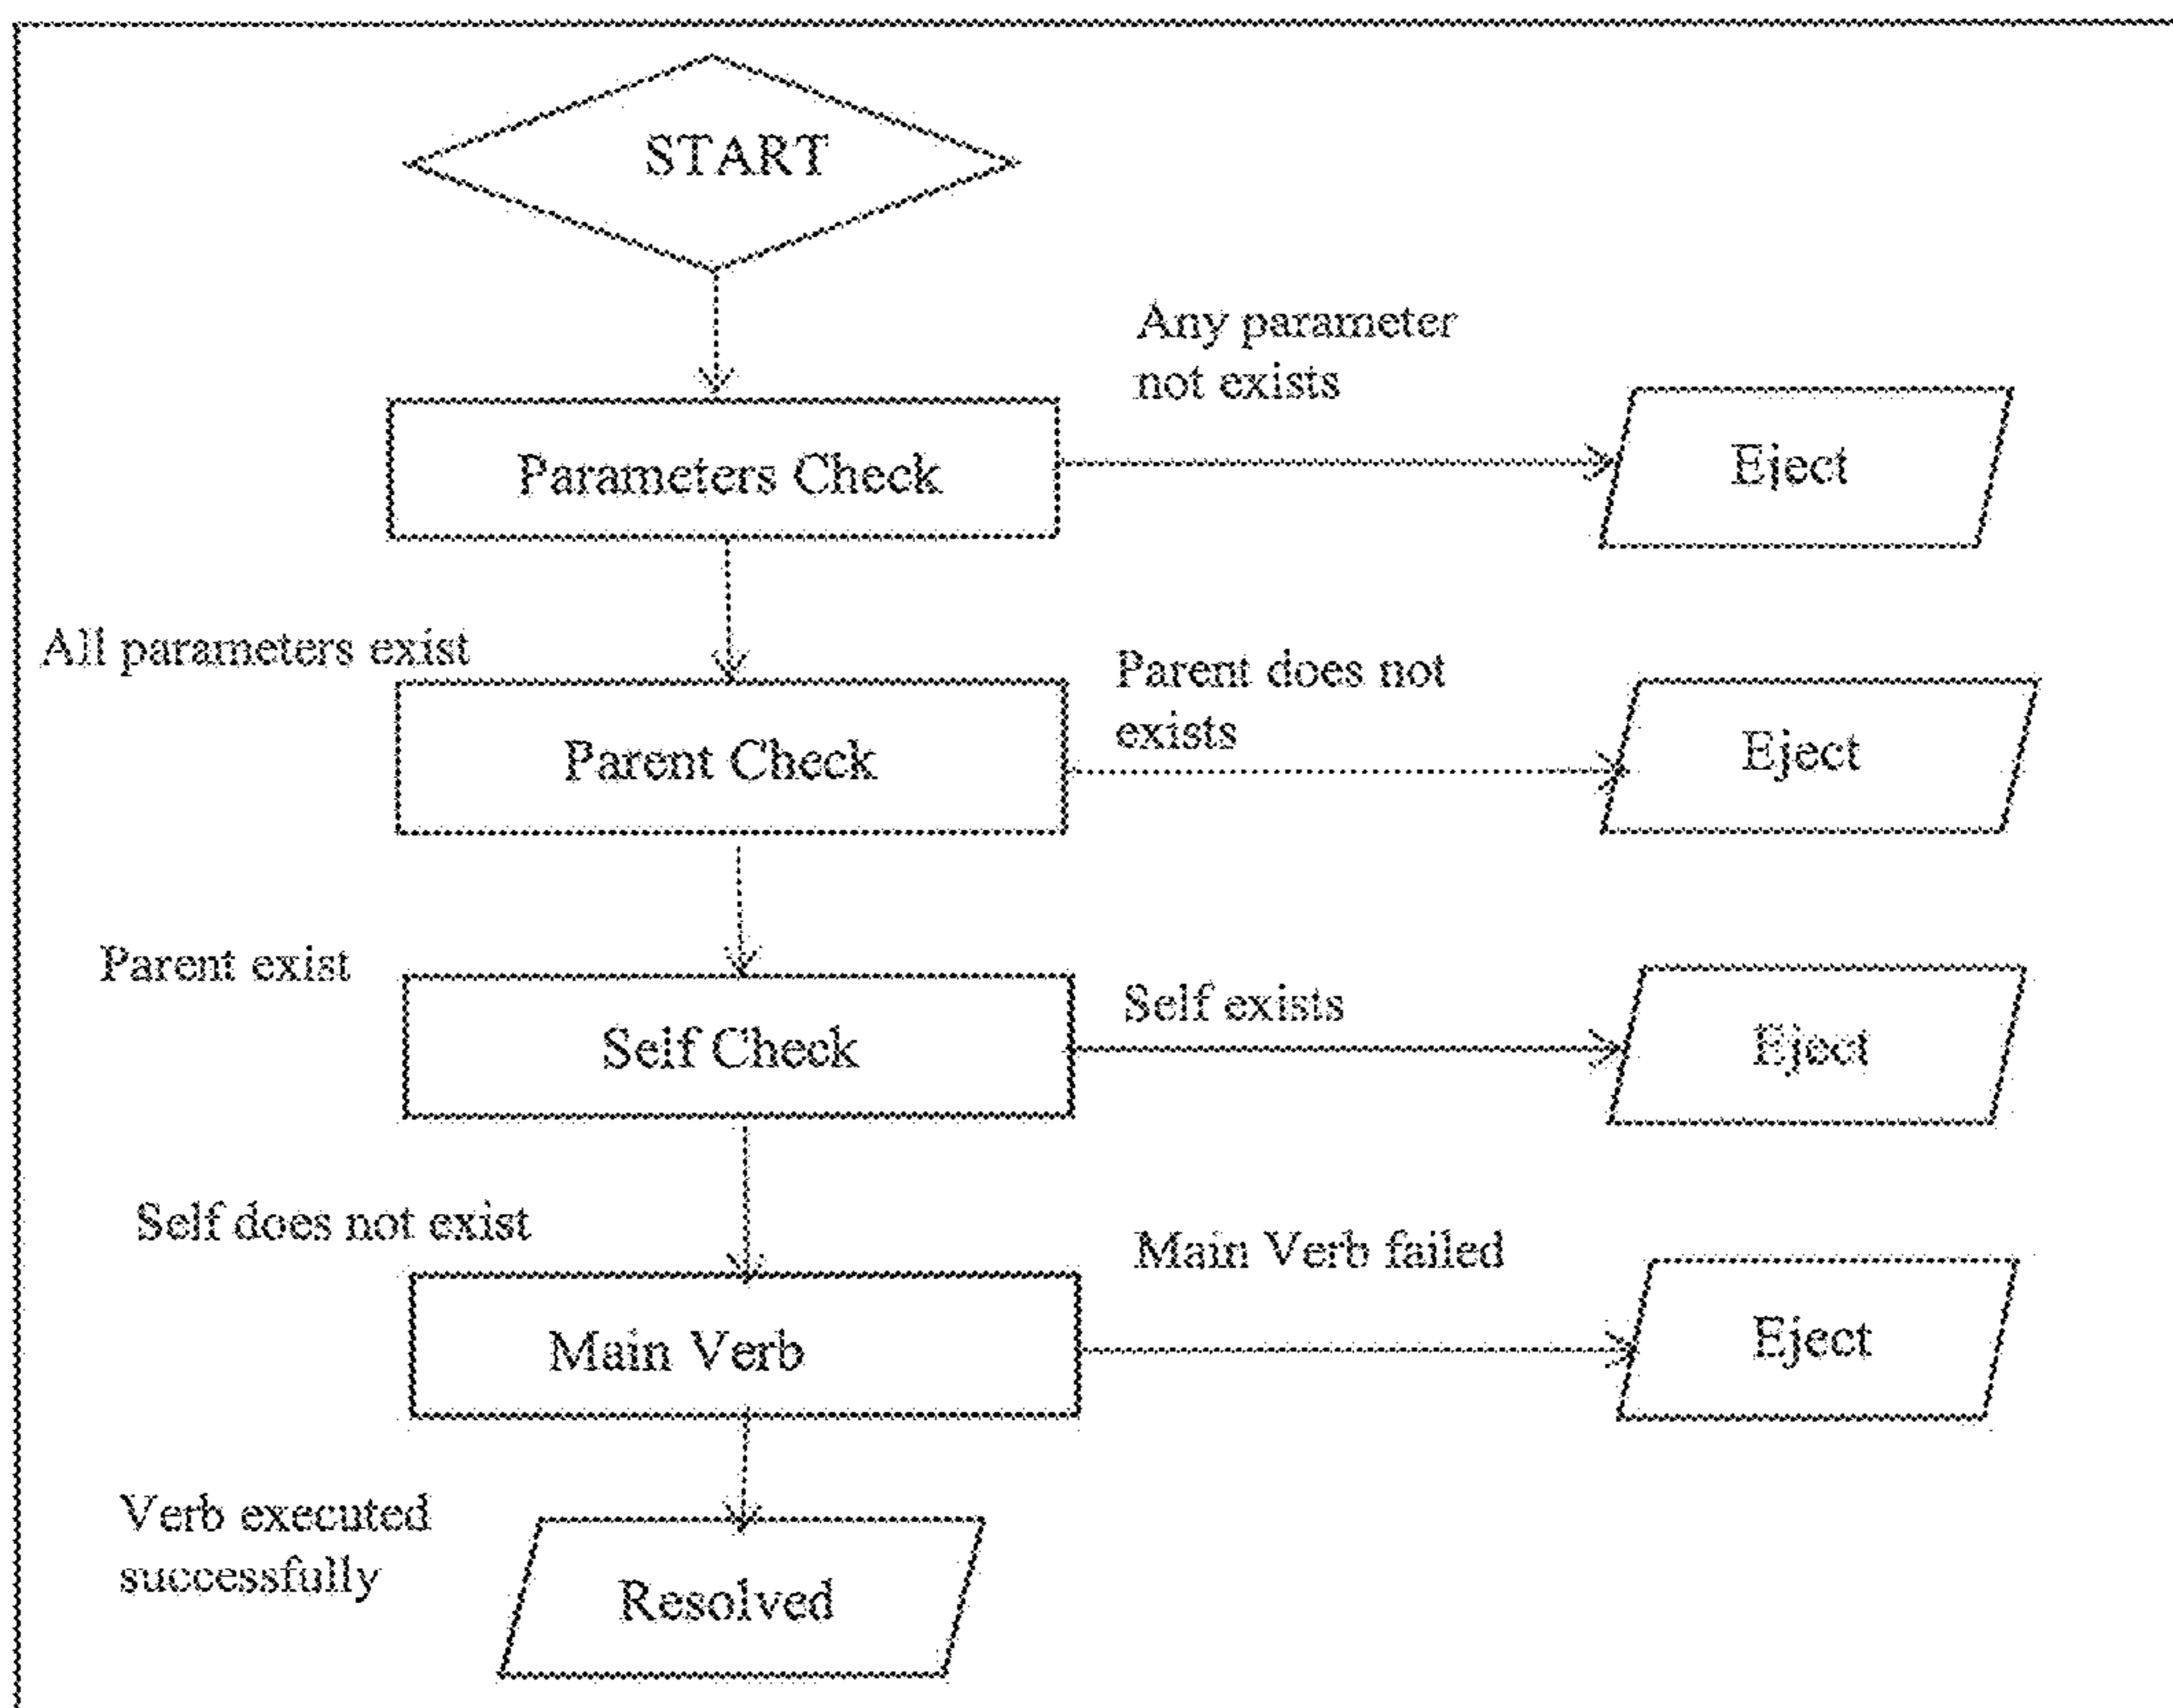 START
Any parameter
not exists
Parameters Check
Eject
All parameters exist
Parent does not
exists
Parent Check
Eject
Parent exist
Self exists
Self Check
Eject
Self does not exist
Main Verb failed
Main Verb
Eject
Verb executed
successfully
Resolved